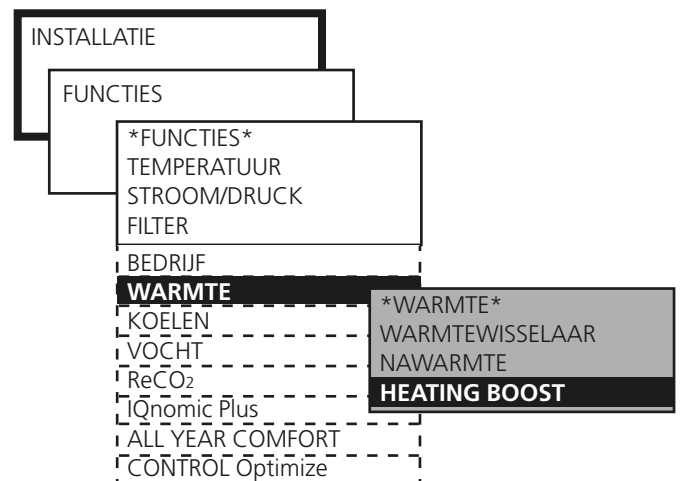 INSTALLATIE
FUNCTIES
*FUNCTIES*
TEMPERATUUR
STROOM/DRUCK
FILTER
BEDRIJF
WARMTE
KOELEN
VOCHT
ReCO2
IQnomic Plus
ALL YEAR COMFORT
CONTROL Optimize
*WARMTE*
WARMTEWISSELAAR
NAWARMTE
HEATING BOOST